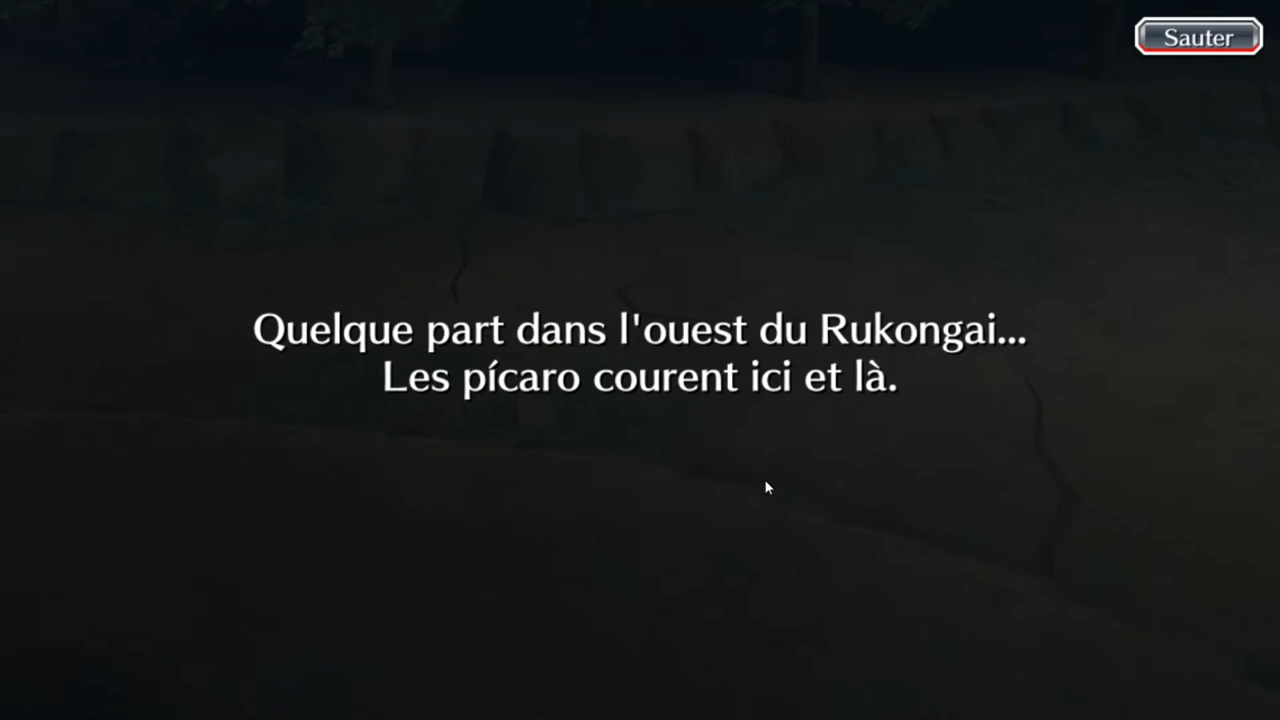 Sauter
Quelque part dans l'ouest du Rukongai...
Les pícaro courent ici et là.